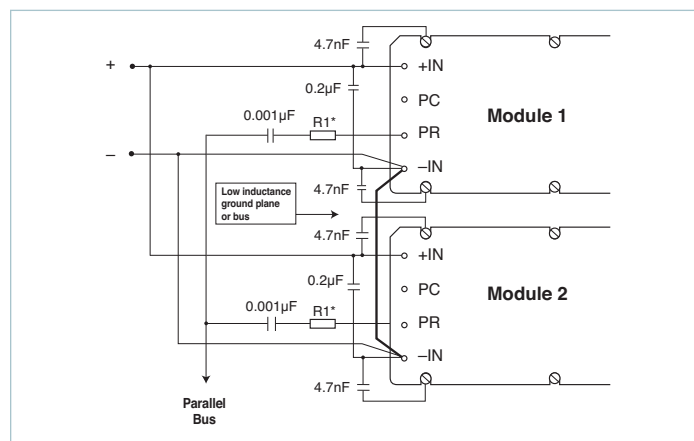 4.7nF
+
+IN
0.2µF
PC
Module 1
0.001µF
R1*
PR
–
–IN
4.7nF
Low inductance
ground plane
or bus
4.7nF
+IN
0.2µF
PC
Module 2
0.001µF
R1*
PR
–IN
4.7nF
Parallel
Bus